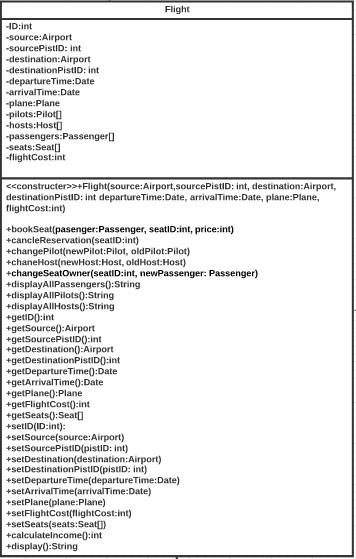 Flight
-ID:int
-source:Airport
-sourcePistID: int
-destination:Airport
-destinationPistID: int
-departureTime:Date
-arrivalTime:Date
-plane:Plane
-pilots:Pilot[]
-hosts:Host[]
-passengers:Passenger[]
-seats:Seat[]
-flightCost:int
<<constructer>>+Flight(source:Airport,sourcePistID: int, destination:Airport,
destinationPistID: int departureTime:Date, arrivalTime:Date, plane:Plane,
flightCost:int)
+bookSeat(pasenger:Passenger, seatID:int, price:int)
+cancleReservation(seatID:int)
+changePilot(newPilot:Pilot, oldPilot:Pilot)
+chaneHost(newHost:Host, oldHost:Host)
+changeSeatOwner(seatID:int, newPassenger: Passenger)
+displayAllPassengers():String
+displayAllPilots():String
+displayAllHosts():String
+getID():int
+getSource():Airport
+getSourcePistID():int
+getDestination():Airport
+getDestinationPistID():int
+getDepartureTime():Date
+getArrivalTime():Date
+getPlane():Plane
+getFlightCost():int
+getSeats():Seat[]
+setID(ID:int):
+setSource(source:Airport)
+setSourcePistID(pistID: int)
+setDestination(destination:Airport)
+setDestinationPistID(pistID: int)
+setDepartureTime(departureTime:Date)
+setArrivalTime(arrivalTime:Date)
+setPlane(plane:Plane)
+setFlightCost(flightCost:int)
+setSeats(seats:Seat[])
+calculateIncome():int
+display():String